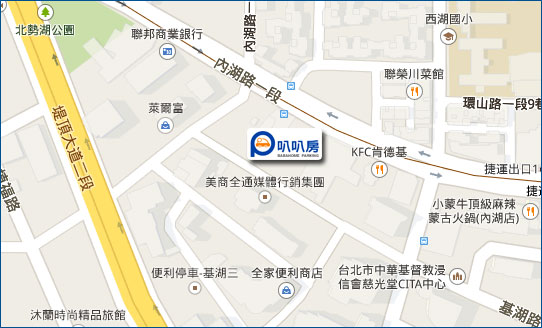 北勢湖公園
聯邦商業銀行
內湖路一
西湖國小
內湖路一段
聯榮川菜館
環山路一段9巷
萊爾富
堤頂大道二段
叭叭房
BABAHOME PARKING
KFC肯德基
捷運出口1
捷運
美商全通媒體行銷集團
小蒙牛頂級麻辣
蒙古火鍋(內湖店)
福路
便利停車-基湖三
全家便利商店
台北市中華基督教浸
信會慈光堂CITA中心
沐蘭時尚精品旅館
基湖路